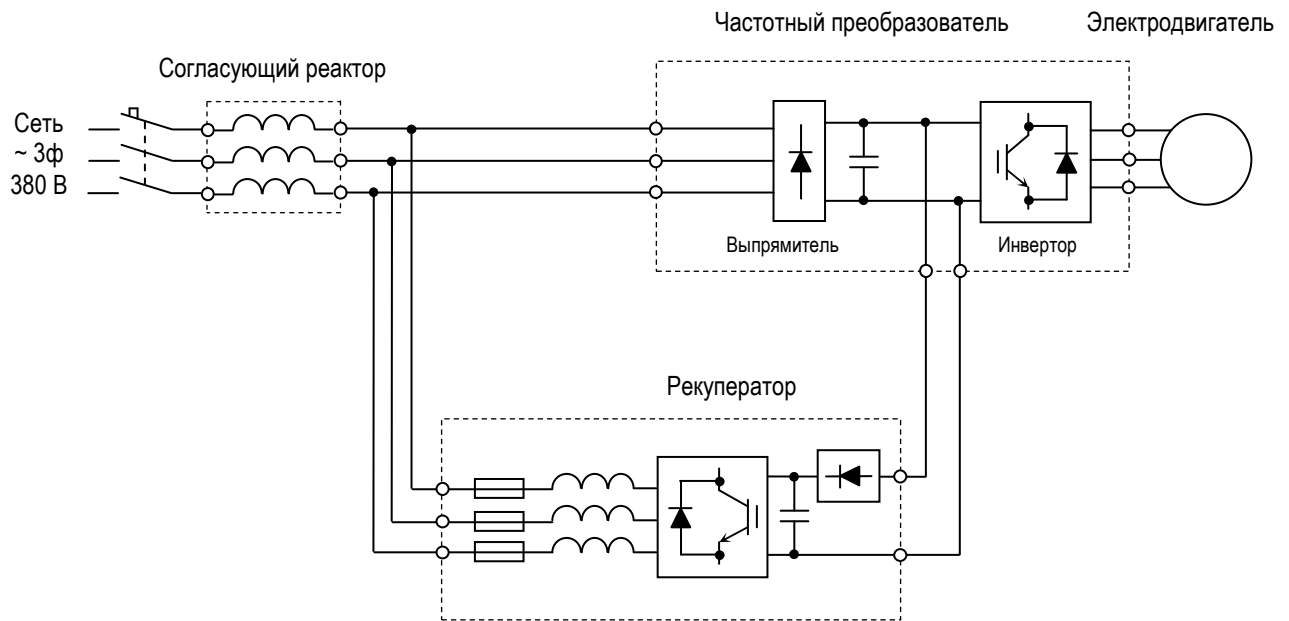 Частотный преобразователь
Электродвигатель
Согласующий реактор
Сеть
~ 3ф
380 В
Выпрямитель
Инвертор
Рекуператор